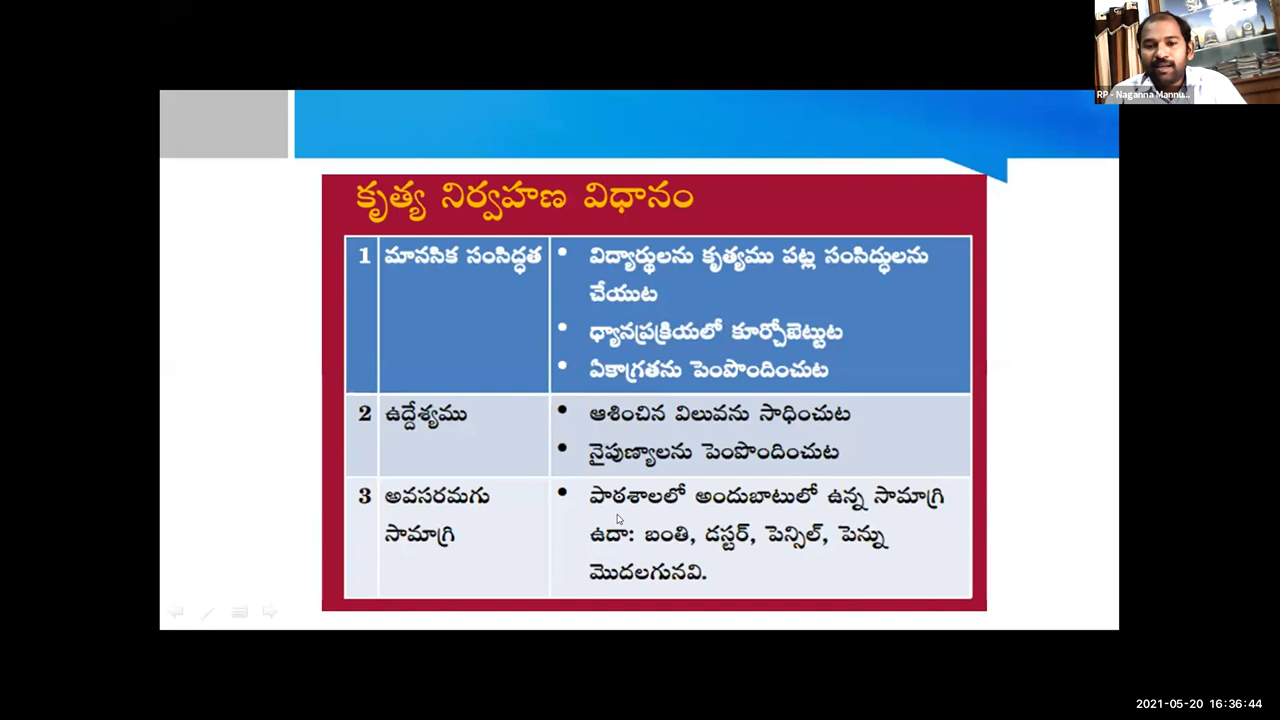 RP - Naganna Mannu...
కృత్య నిర్వహణ విధానం
1 మానసిక సంసిద్ధత • విద్యార్థులను కృత్యము పట్ల సంసిద్ధులను
చేయుట
• ధ్యానప్రక్రియలో కూర్చోబెట్టుట
• ఏకాగ్రతను పెంపొందించుట
2 ఉద్దేశ్యము • ఆశించిన విలువను సాధించుట
• నైపుణ్యాలను పెంపొందించుట
3 అవసరమగు • పాఠశాలలో అందుబాటులో ఉన్న సామాగ్రి
సామాగ్రి ఉదా: బంతి, డస్టర్, పెన్సిల్, పెన్ను
మొదలగునవి.
2021-05-20 16:36:44